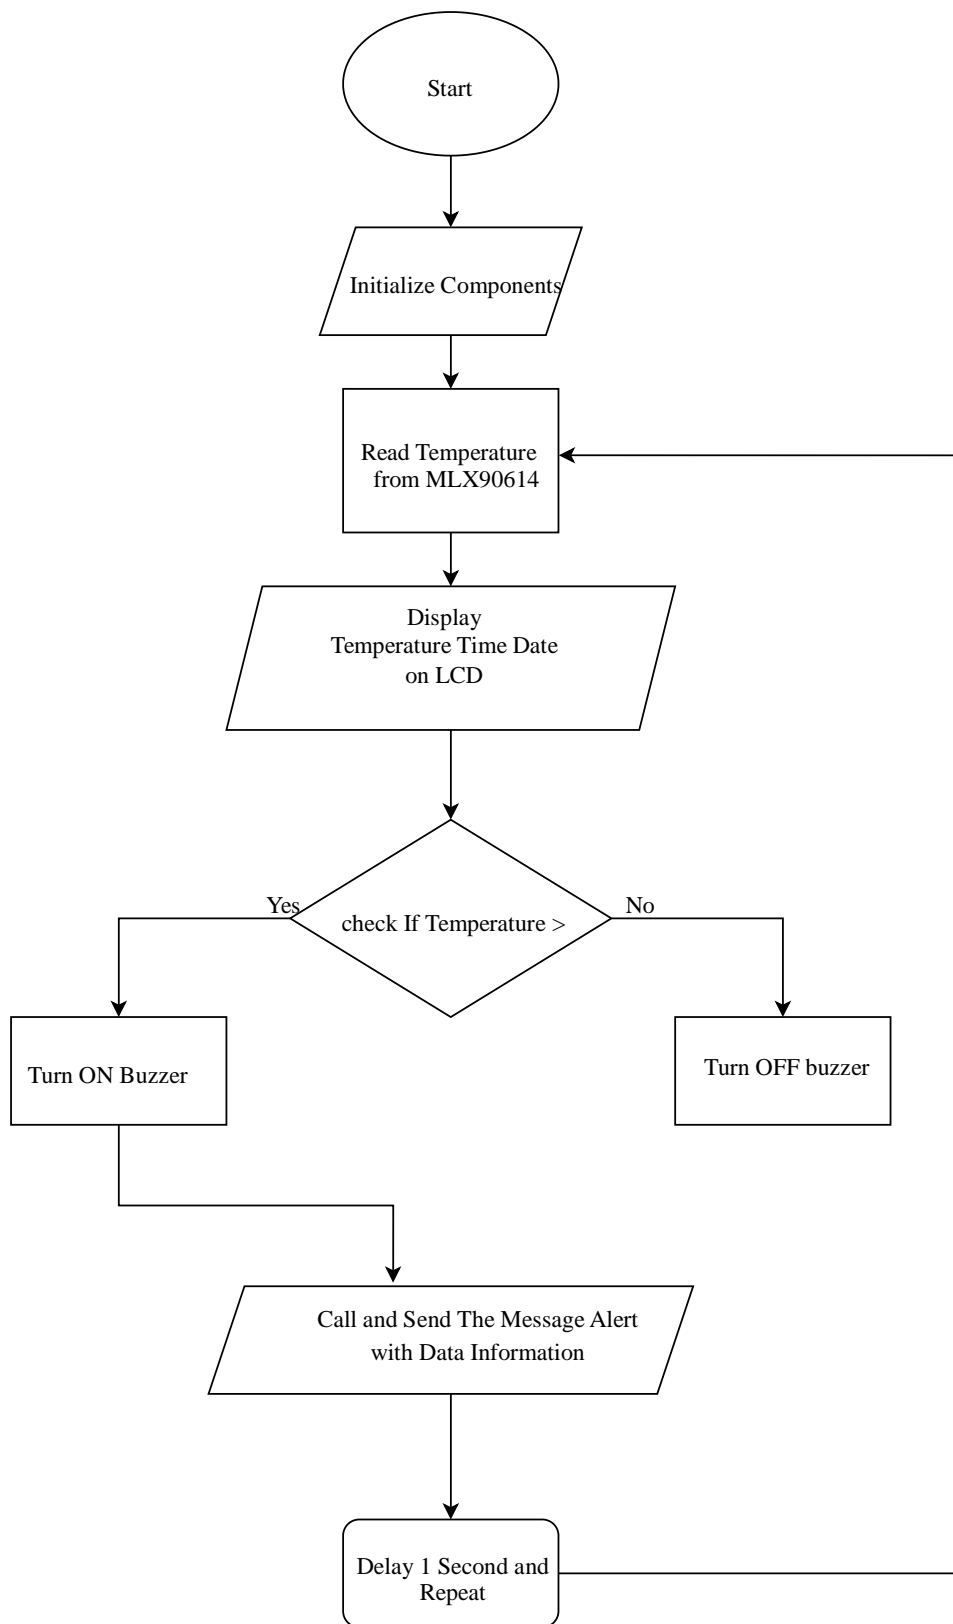 Start
Initialize Components
Read Temperature
from MLX90614
Display
Temperature Time Date
on LCD
Yes
check If Temperature >
No
Turn ON Buzzer
Turn OFF buzzer
Call and Send The Message Alert
with Data Information
Delay 1 Second and
Repeat